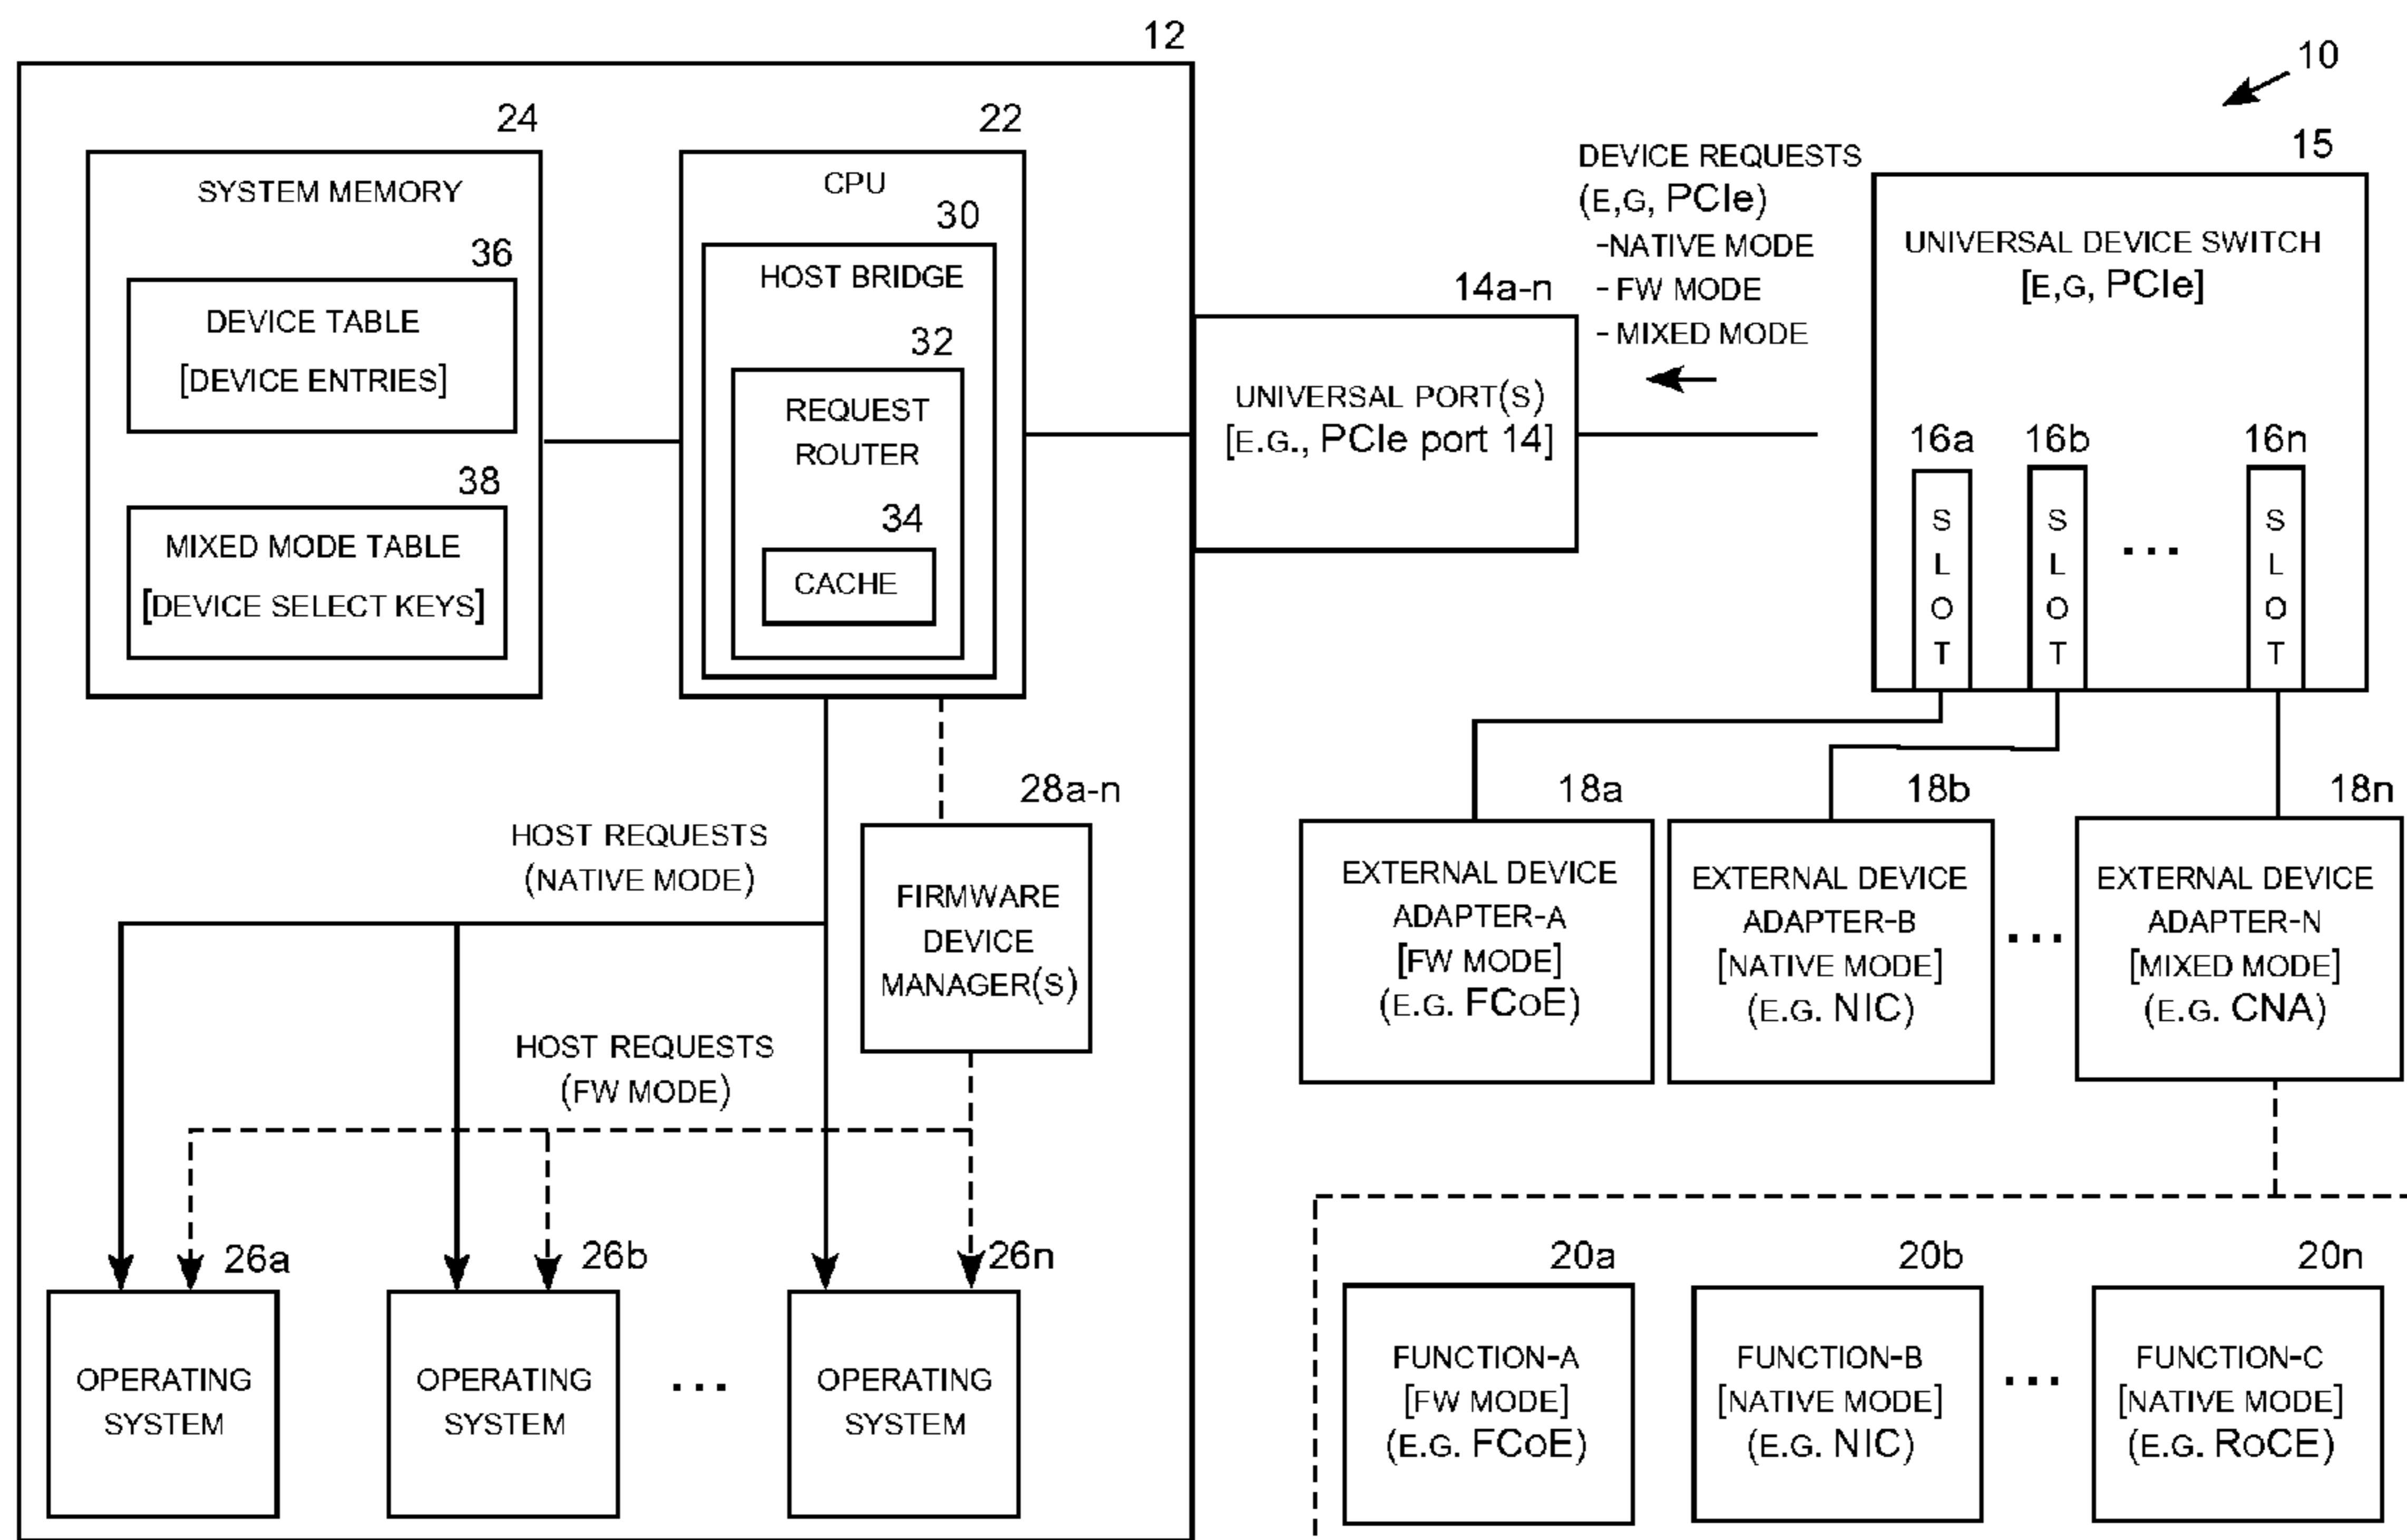 12
10
24
22
15
SYSTEM MEMORY
CPU
36
30
DEVICE TABLE
[DEVICE ENTRIES]
HOST BRIDGE
32
REQUEST
ROUTER
38
34
MIXED MODE TABLE
[DEVICE SELECT KEYS]
CACHE
14a-n
UNIVERSAL PORT(S)
[E.G., PCIe port 14]
DEVICE REQUESTS
(E,G, PCIe)
-NATIVE MODE
- FW MODE
- MIXED MODE
UNIVERSAL DEVICE SWITCH
[E,G, PCIe]
16a
16b
16n
SLOT
SLOT
...
SLOT
28a-n
18a
18b
18n
HOST REQUESTS
(NATIVE MODE)
FIRMWARE
DEVICE
MANAGER(S)
EXTERNAL DEVICE
ADAPTER-A
[FW MODE]
(E.G. FCoE)
EXTERNAL DEVICE
ADAPTER-B
[NATIVE MODE]
(E.G. NIC)
...
EXTERNAL DEVICE
ADAPTER-N
[MIXED MODE]
(E.G. CNA)
HOST REQUESTS
(FW MODE)
26a
26b
26n
OPERATING
SYSTEM
OPERATING
SYSTEM
...
OPERATING
SYSTEM
20a
20b
20n
FUNCTION-A
[FW MODE]
(E.G. FCoE)
FUNCTION-B
[NATIVE MODE]
(E.G. NIC)
...
FUNCTION-C
[NATIVE MODE]
(E.G. RoCE)